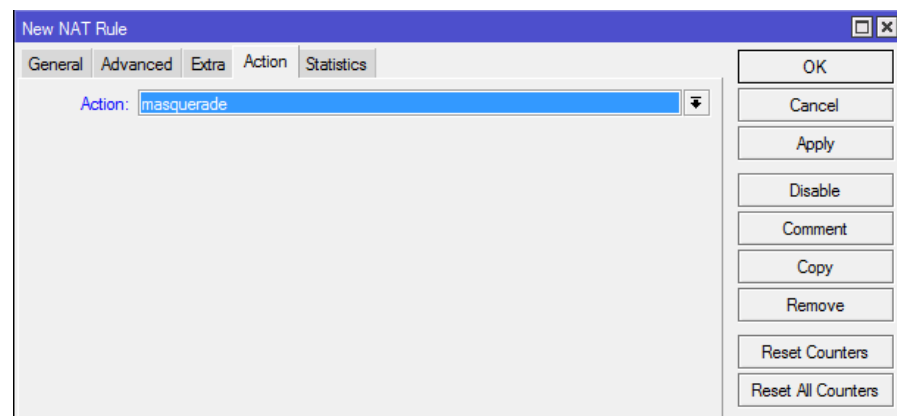 New NAT Rule
General Advanced Extra Action Statistics
Action: masquerade
OK
Cancel
Apply
Disable
Comment
Copy
Remove
Reset Counters
Reset All Counters